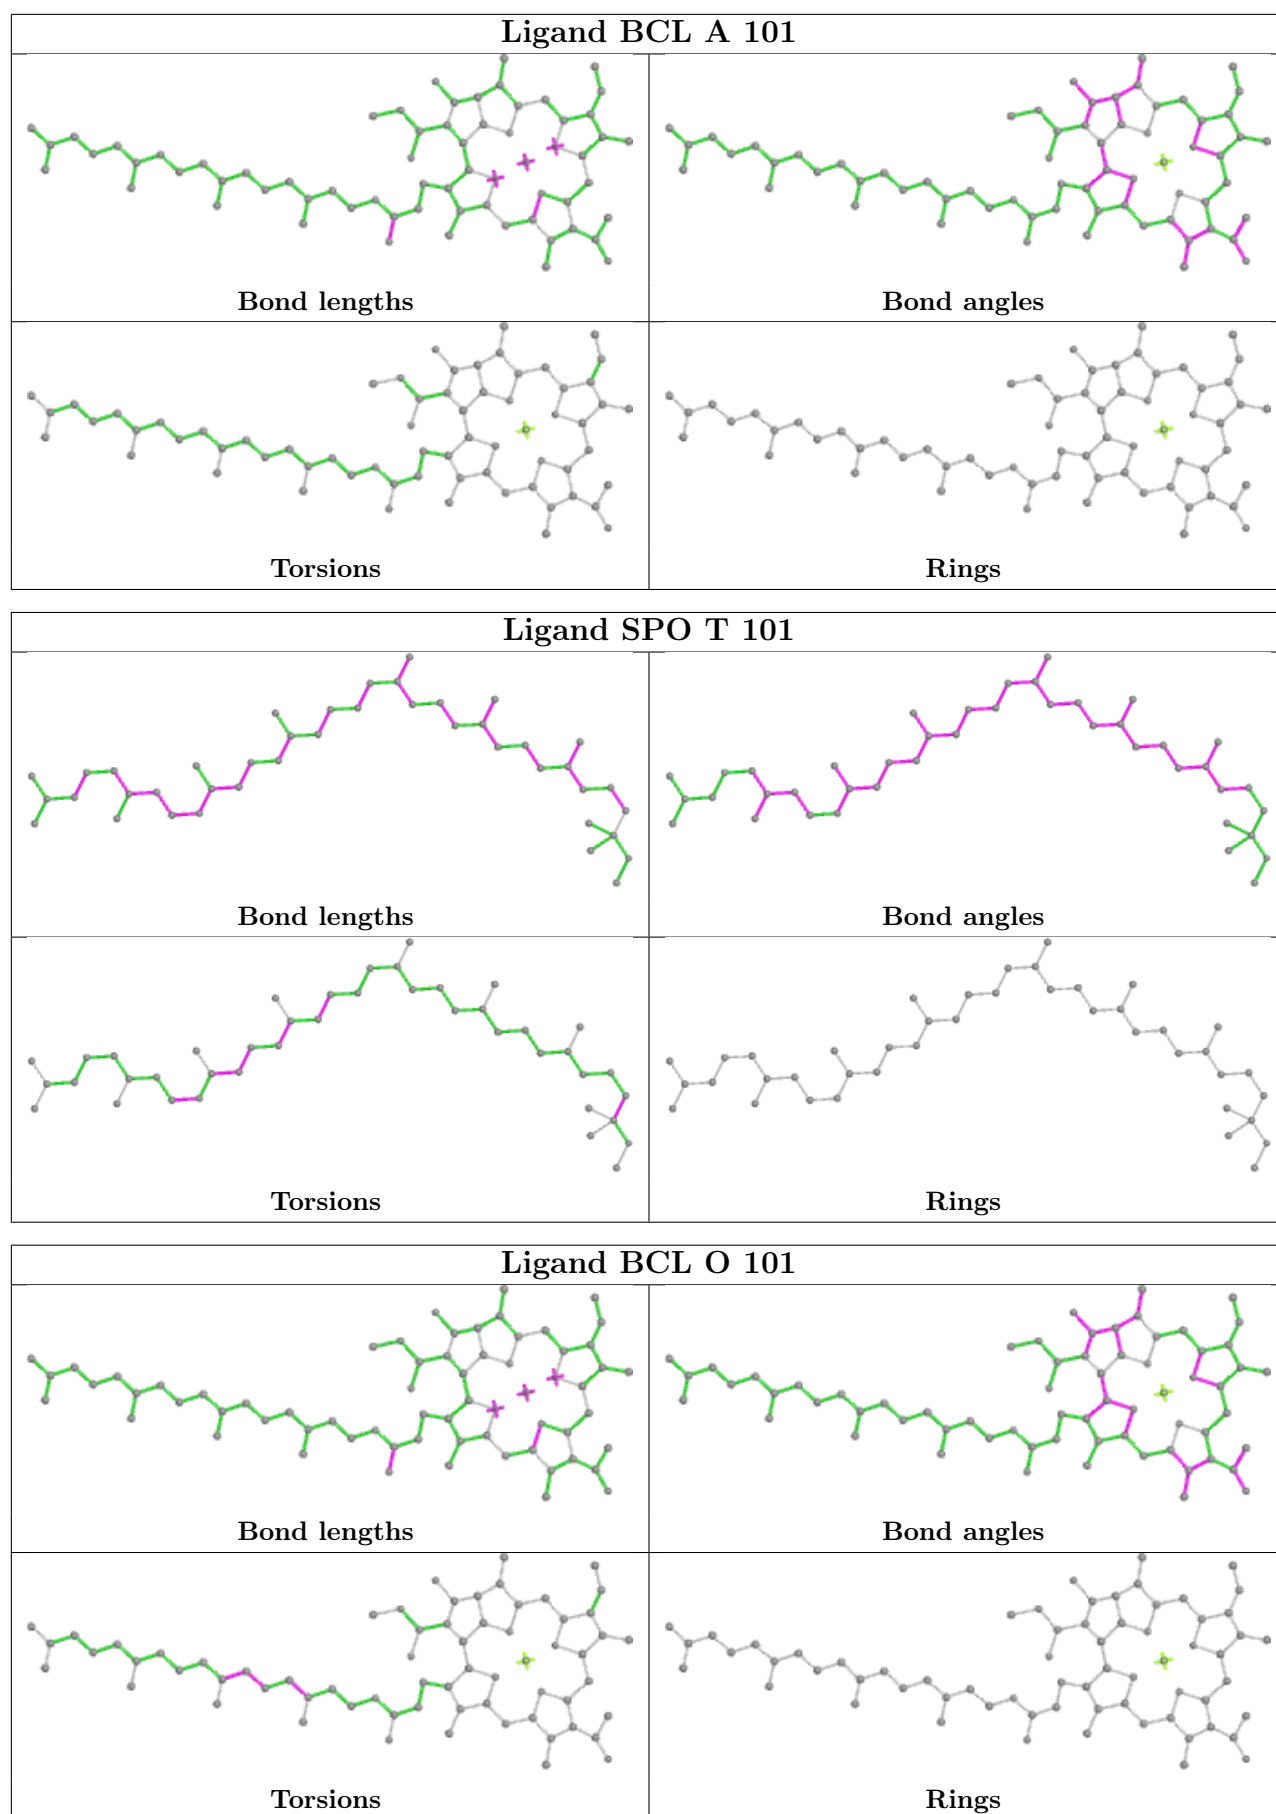 Ligand BCL A 101
Bond lengths
Bond angles
Torsions
Rings
Ligand SPO T 101
Bond lengths
Bond angles
Torsions
Rings
Ligand BCL O 101
Bond lengths
Bond angles
Torsions
Rings